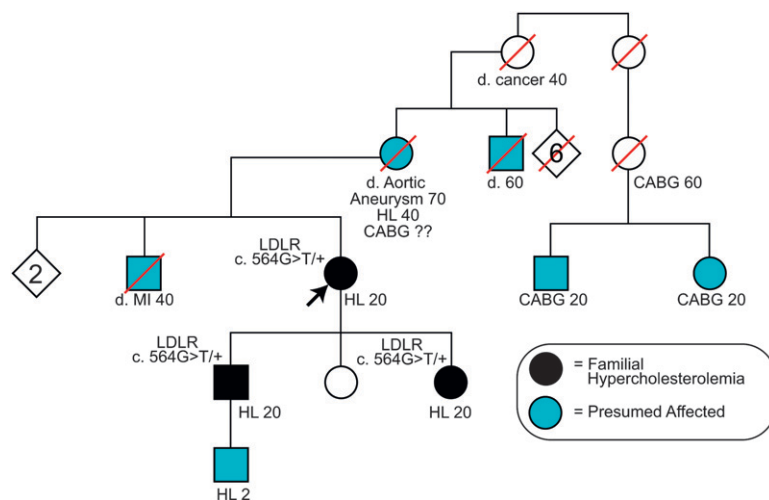 d. cancer 40
6
d. Aortic
Aneurysm 70
HL 40
CABG ??
d. 60
CABG 60
2
d. MI 40
LDLR
c. 564G>T/+
HL 20
CABG 20
CABG 20
LDLR
c. 564G>T/+
HL 20
LDLR
c. 564G>T/+
HL 20
HL 2
= Familial
Hypercholesterolemia
= Presumed Affected